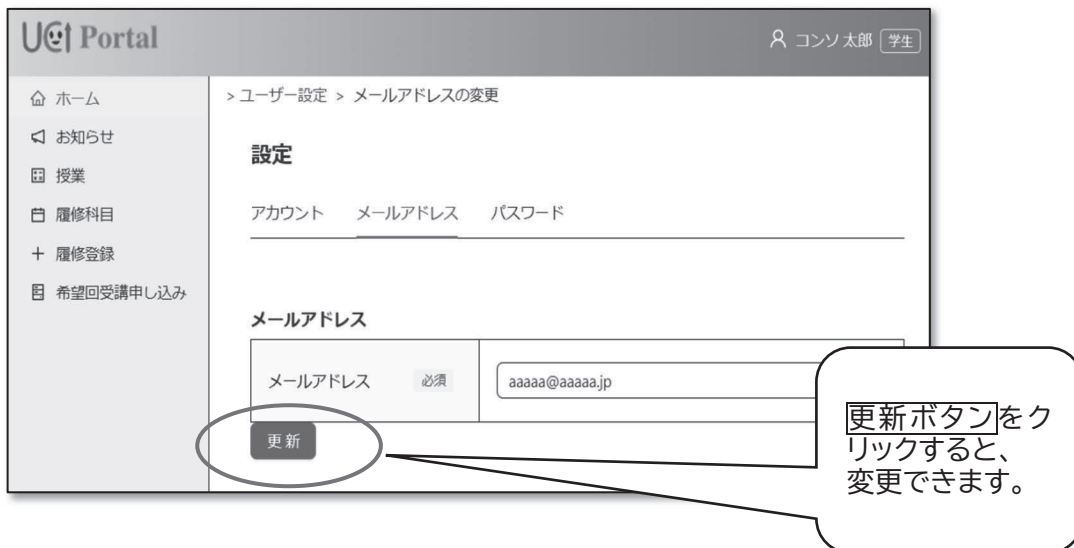 UCT Portal
コンソ 太郎 学生
ホーム
お知らせ
授業
履修科目
履修登録
希望回受講申し込み
> ユーザー設定 > メールアドレスの変更
設定
アカウント メールアドレス パスワード
メールアドレス
メールアドレス 必須 aaaaa@aaaaa.jp
更新
更新ボタンをク
リックすると、
変更できます。